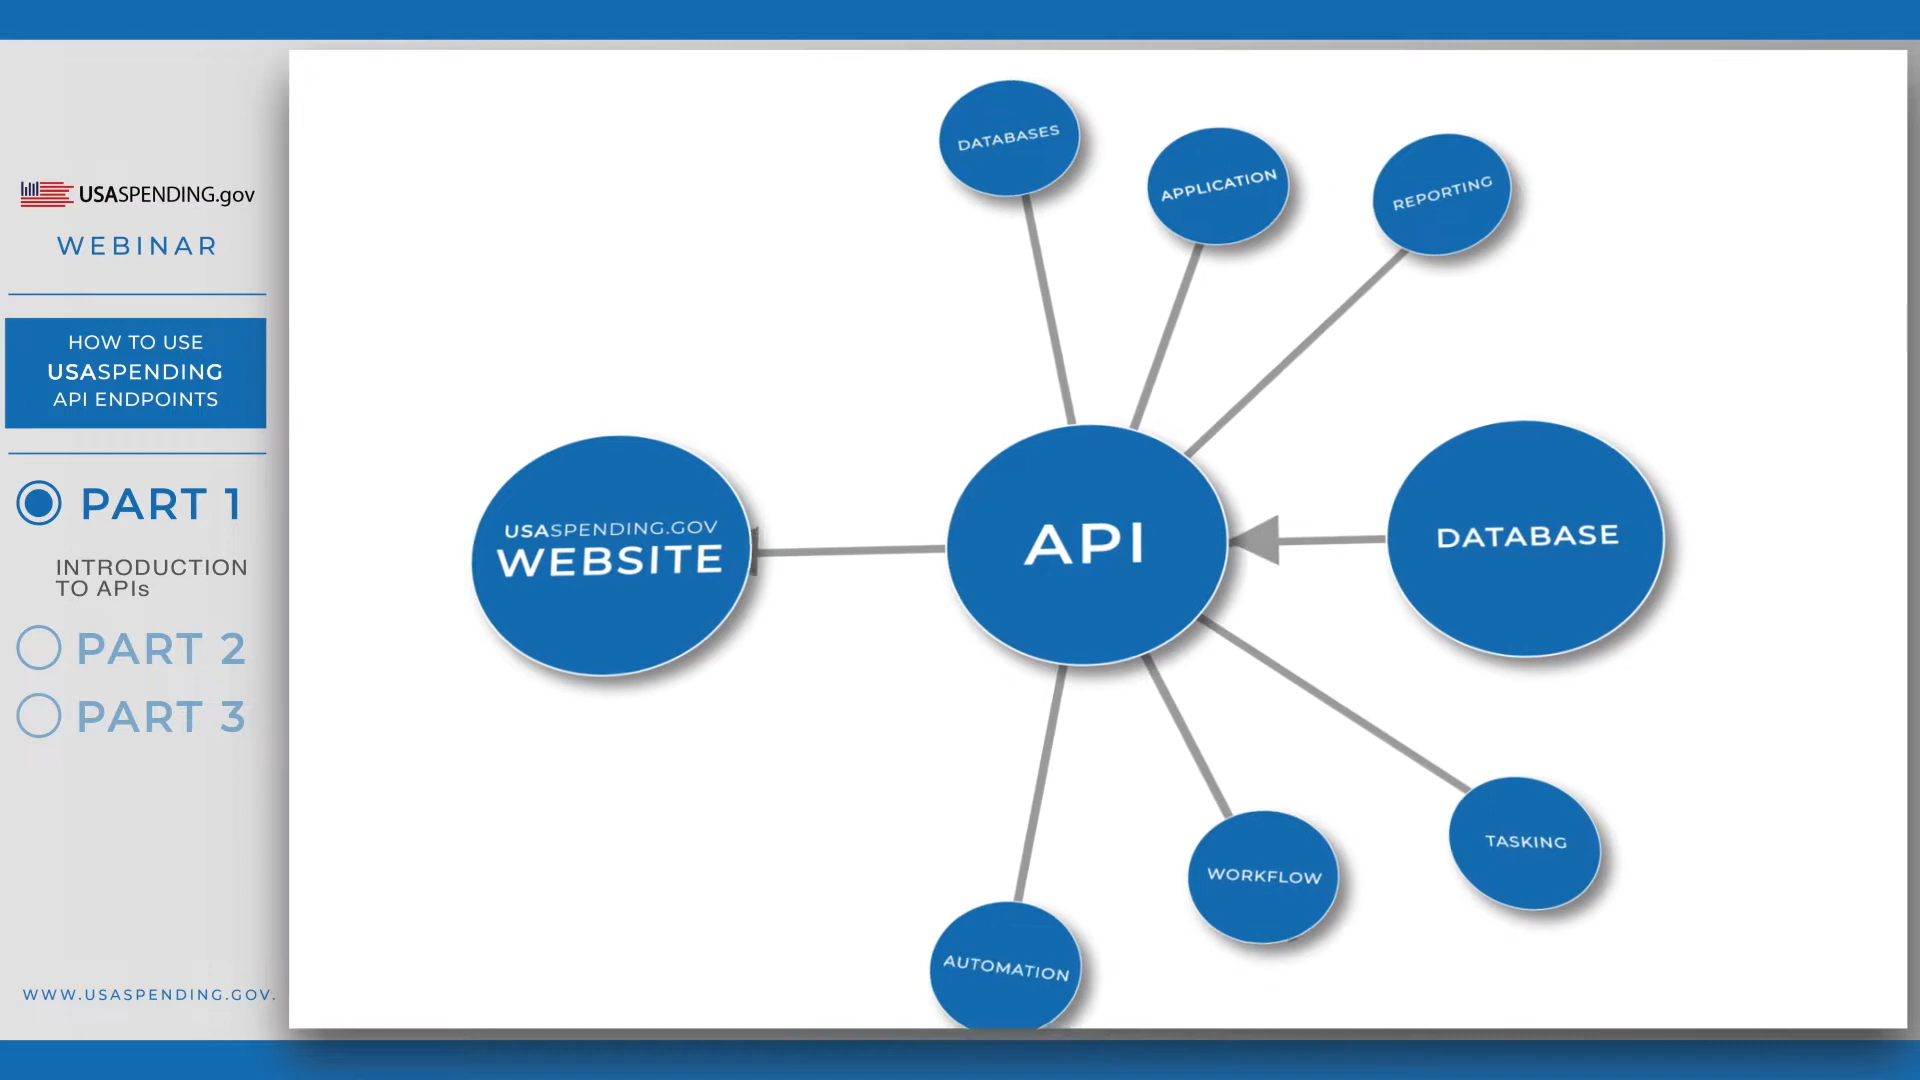 USASPENDING.gov
WEBINAR
HOW TO USE
USASPENDING
API ENDPOINTS
PART 1
INTRODUCTION
TO APIs
PART 2
PART 3
WWW.USASPENDING.GOV.
DATABASES
APPLICATION
REPORTING
USASPENDING.GOV
WEBSITE
API
DATABASE
TASKING
WORKFLOW
AUTOMATION